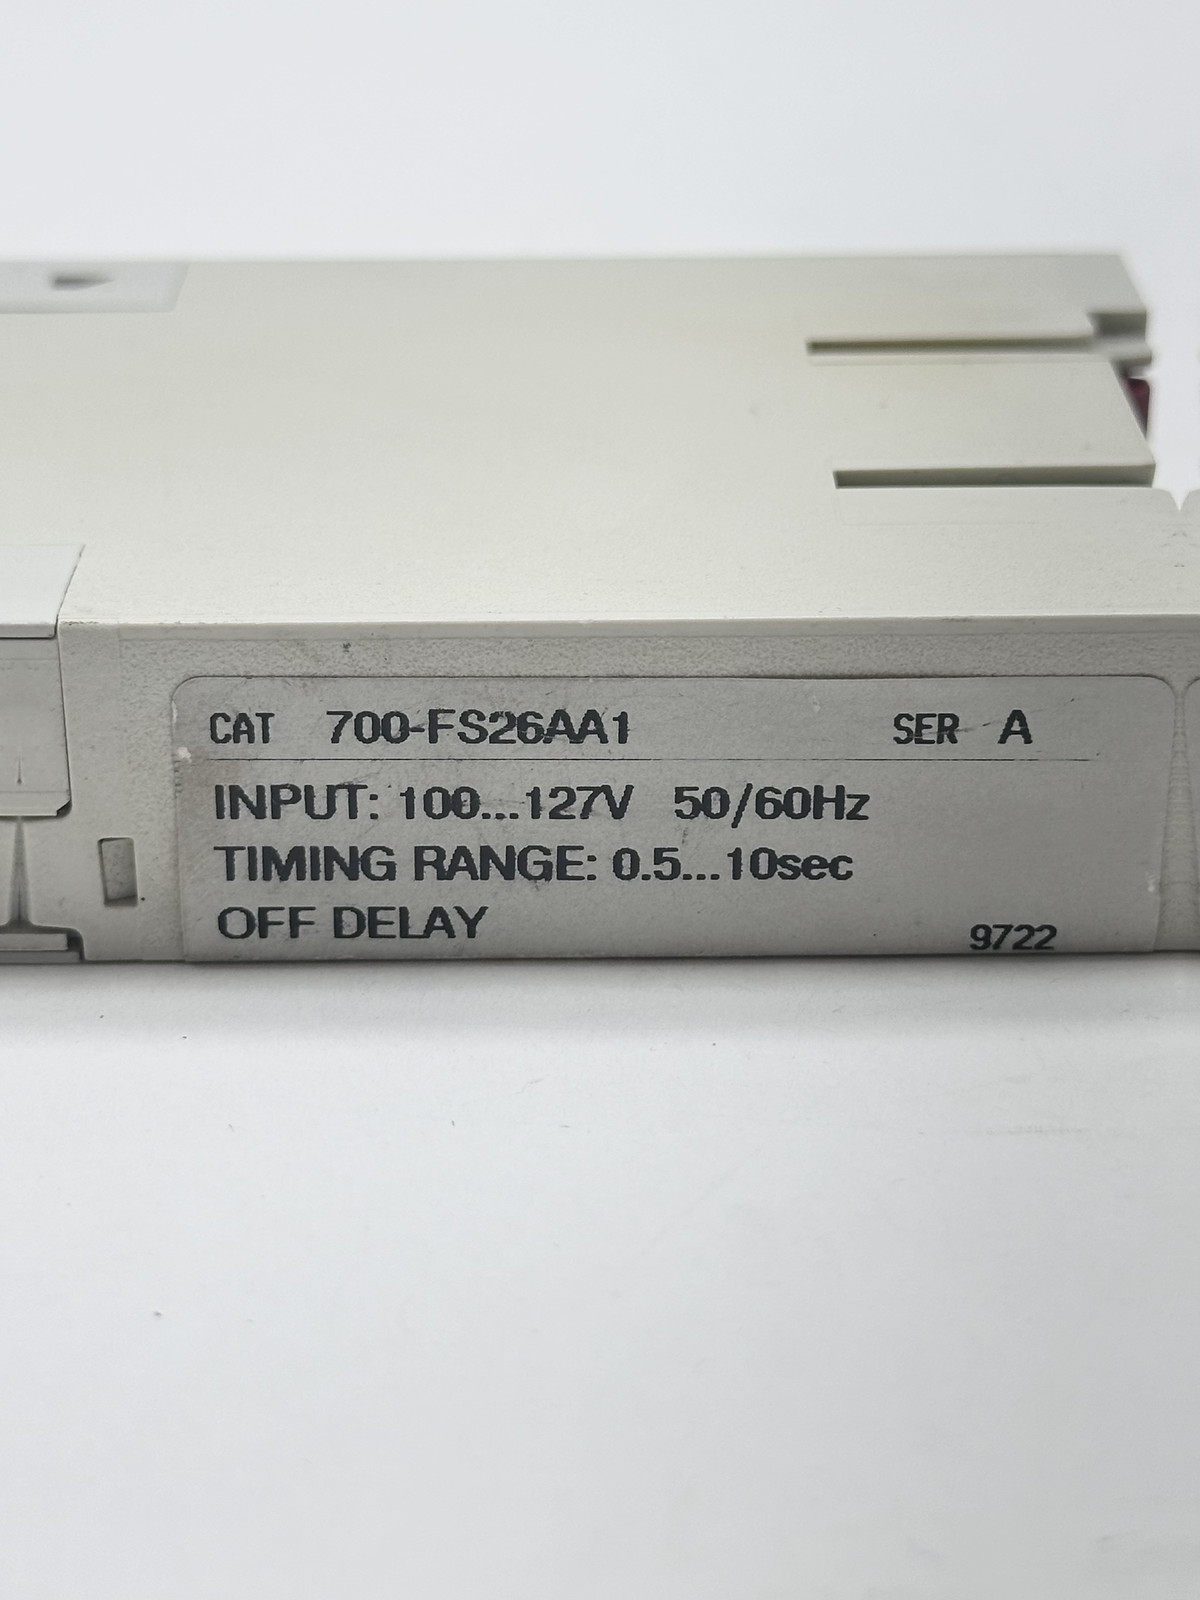 CAT 700-FS26AA1 SER A
INPUT: 100...127V 50/60Hz
TIMING RANGE: 0.5...10sec
OFF DELAY 9722